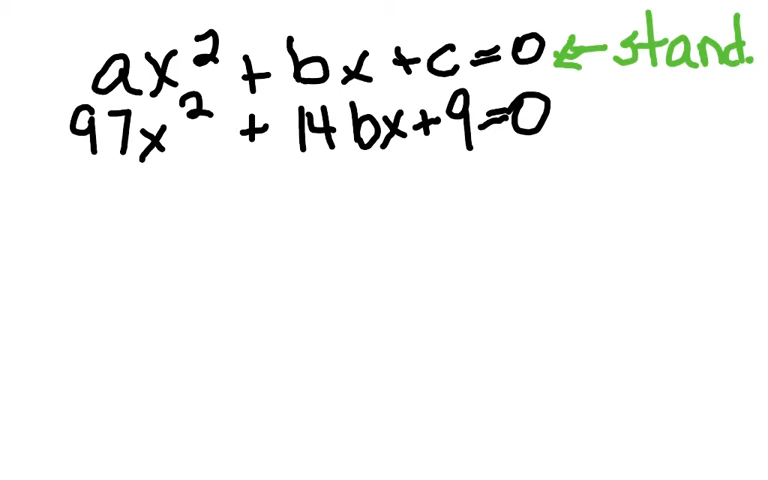 ax² + bx + c = 0 ← stand.
97x² + 14bx + 9 = 0